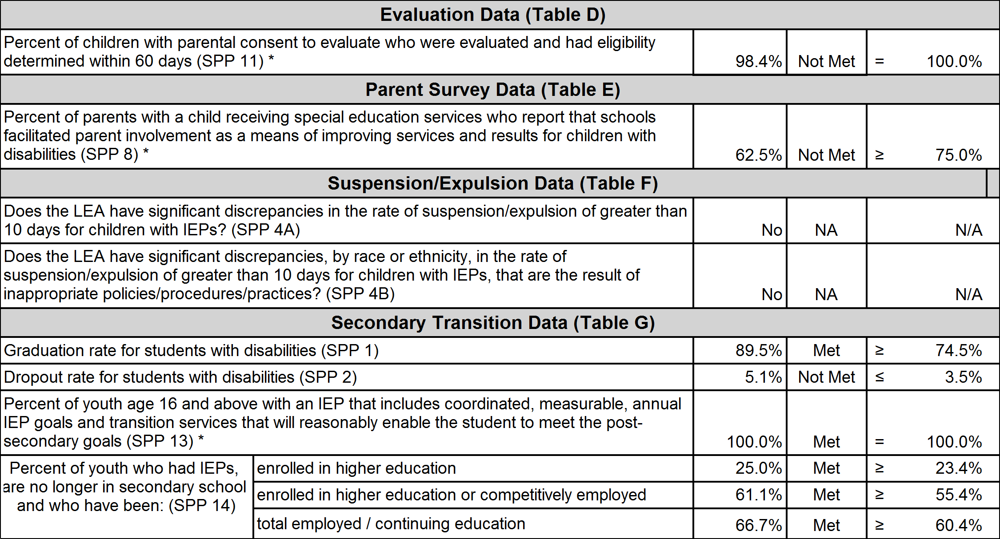 Evaluation Data (Table D)
Percent of children with parental consent to evaluate who were evaluated and had eligibility
determined within 60 days (SPP 11) * 98.4% Not Met = 100.0%
Parent Survey Data (Table E)
Percent of parents with a child receiving special education services who report that schools
facilitated parent involvement as a means of improving services and results for children with
disabilities (SPP 8) * 62.5% Not Met ≥ 75.0%
Suspension/Expulsion Data (Table F)
Does the LEA have significant discrepancies in the rate of suspension/expulsion of greater than
10 days for children with IEPs? (SPP 4A) No NA N/A
Does the LEA have significant discrepancies, by race or ethnicity, in the rate of
suspension/expulsion of greater than 10 days for children with IEPs, that are the result of
inappropriate policies/procedures/practices? (SPP 4B) No NA N/A
Secondary Transition Data (Table G)
Graduation rate for students with disabilities (SPP 1) 89.5% Met ≥ 74.5%
Dropout rate for students with disabilities (SPP 2) 5.1% Not Met ≤ 3.5%
Percent of youth age 16 and above with an IEP that includes coordinated, measurable, annual
IEP goals and transition services that will reasonably enable the student to meet the post-
secondary goals (SPP 13) * 100.0% Met = 100.0%
Percent of youth who had IEPs,
are no longer in secondary school
and who have been: (SPP 14)
enrolled in higher education 25.0% Met ≥ 23.4%
enrolled in higher education or competitively employed 61.1% Met ≥ 55.4%
total employed / continuing education 66.7% Met ≥ 60.4%